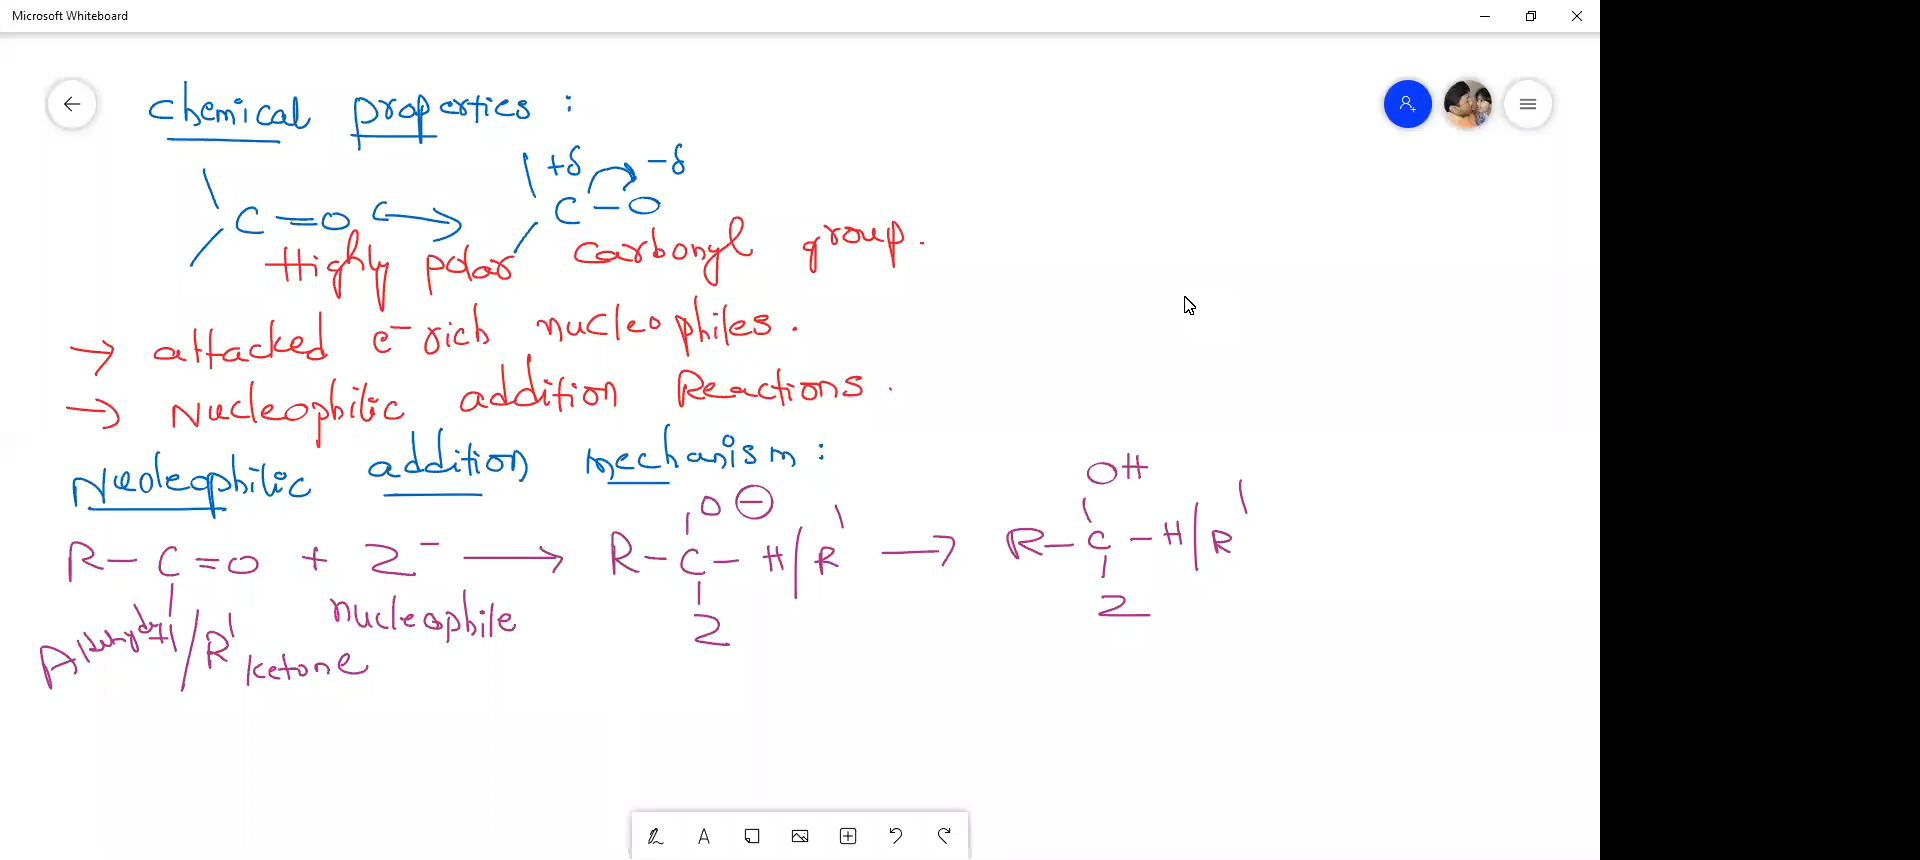 Microsoft Whiteboard
chemical properties :
+δ -δ
C=O ⟷ C-O
Highly polar carbonyl group.
→ attacked e⁻ rich nucleophiles.
→ Nucleophilic addition Reactions.
Nucleophilic addition mechanism :
O⊖ OH
R-C=O + Z⁻ ⟶ R-C-H/R' ⟶ R-C-H/R'
nucleophile
Aldehyde H/R' ketone
Z Z
A